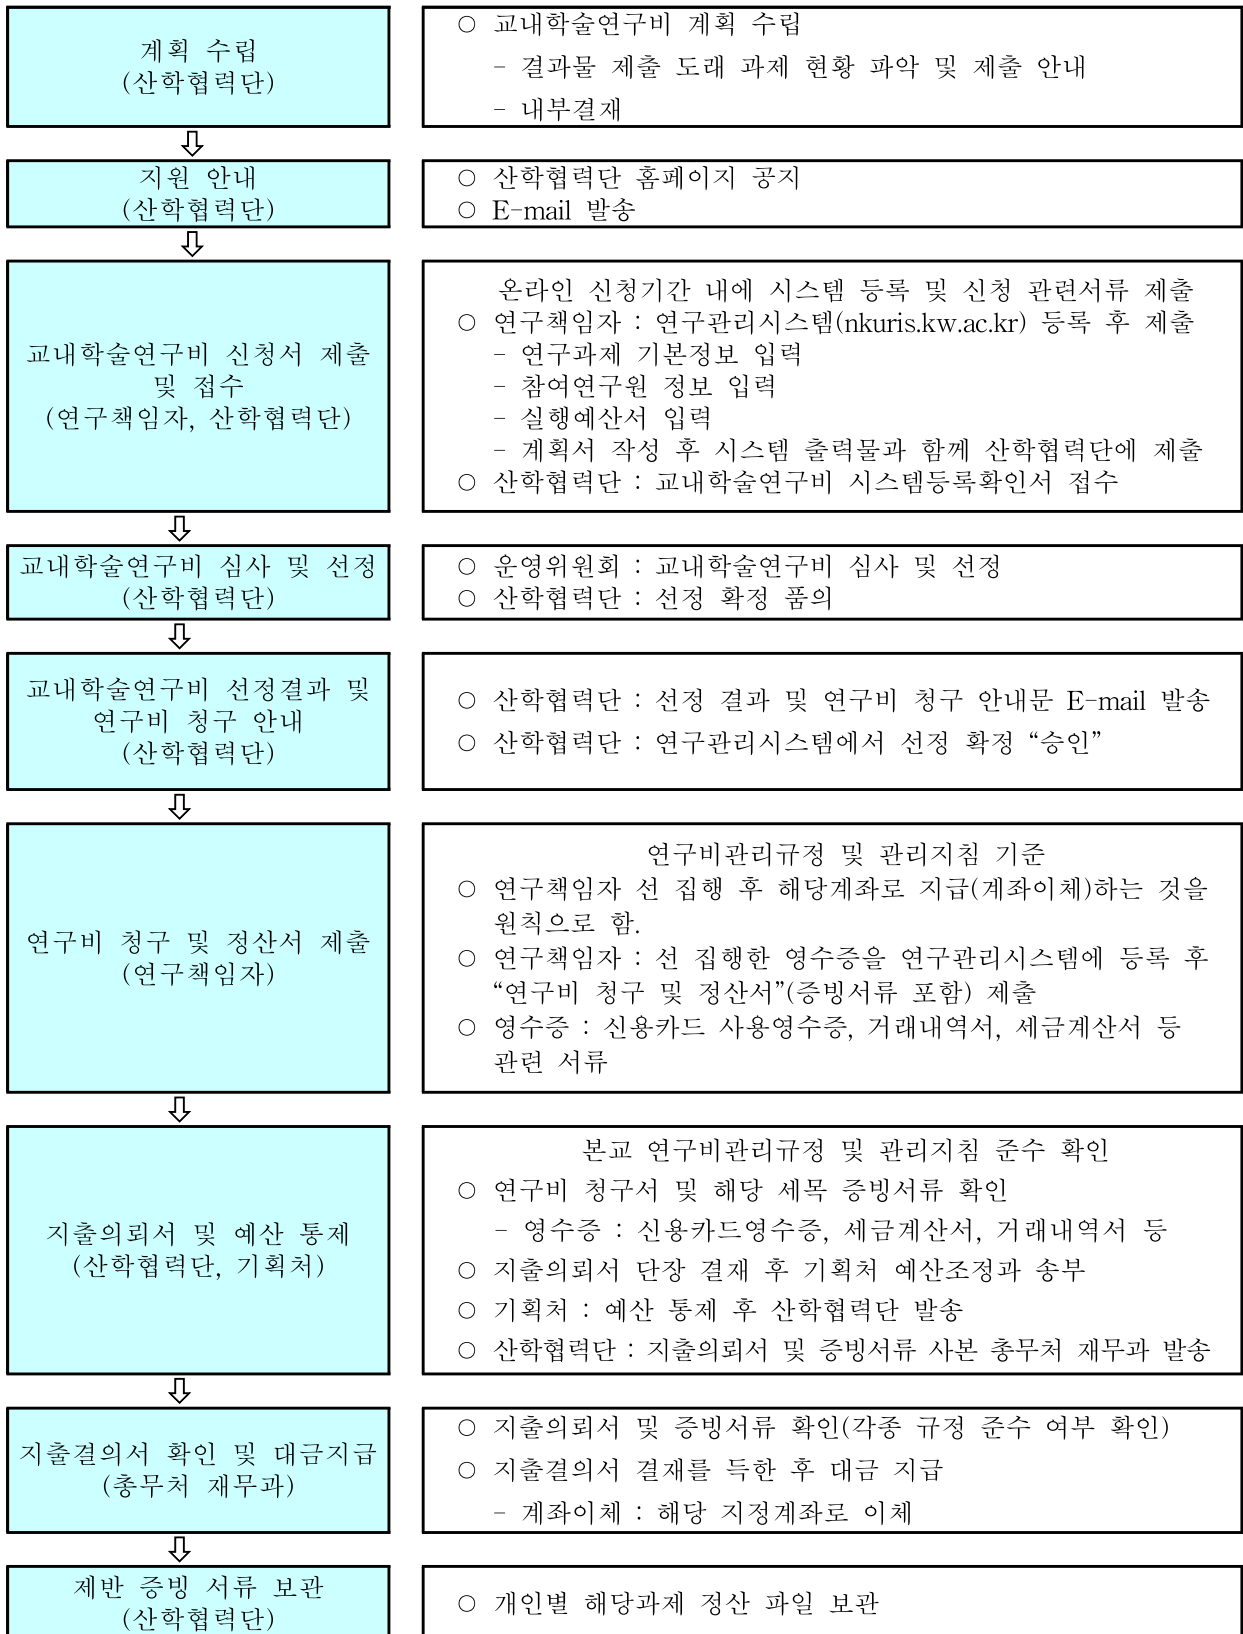 계획 수립
(산학협력단)
○ 교내학술연구비 계획 수립
- 결과물 제출 도래 과제 현황 파악 및 제출 안내
- 내부결재
지원 안내
(산학협력단)
○ 산학협력단 홈페이지 공지
○ E-mail 발송
교내학술연구비 신청서 제출
및 접수
(연구책임자, 산학협력단)
온라인 신청기간 내에 시스템 등록 및 신청 관련서류 제출
○ 연구책임자 : 연구관리시스템(nkuris.kw.ac.kr) 등록 후 제출
- 연구과제 기본정보 입력
- 참여연구원 정보 입력
- 실행예산서 입력
- 계획서 작성 후 시스템 출력물과 함께 산학협력단에 제출
○ 산학협력단 : 교내학술연구비 시스템등록확인서 접수
교내학술연구비 심사 및 선정
(산학협력단)
○ 운영위원회 : 교내학술연구비 심사 및 선정
○ 산학협력단 : 선정 확정 품의
교내학술연구비 선정결과 및
연구비 청구 안내
(산학협력단)
○ 산학협력단 : 선정 결과 및 연구비 청구 안내문 E-mail 발송
○ 산학협력단 : 연구관리시스템에서 선정 확정 “승인”
연구비 청구 및 정산서 제출
(연구책임자)
연구비관리규정 및 관리지침 기준
○ 연구책임자 선 집행 후 해당계좌로 지급(계좌이체)하는 것을
원칙으로 함.
○ 연구책임자 : 선 집행한 영수증을 연구관리시스템에 등록 후
“연구비 청구 및 정산서”(증빙서류 포함) 제출
○ 영수증 : 신용카드 사용영수증, 거래내역서, 세금계산서 등
관련 서류
지출의뢰서 및 예산 통제
(산학협력단, 기획처)
본교 연구비관리규정 및 관리지침 준수 확인
○ 연구비 청구서 및 해당 세목 증빙서류 확인
- 영수증 : 신용카드영수증, 세금계산서, 거래내역서 등
○ 지출의뢰서 단장 결재 후 기획처 예산조정과 송부
○ 기획처 : 예산 통제 후 산학협력단 발송
○ 산학협력단 : 지출의뢰서 및 증빙서류 사본 총무처 재무과 발송
지출결의서 확인 및 대금지급
(총무처 재무과)
○ 지출의뢰서 및 증빙서류 확인(각종 규정 준수 여부 확인)
○ 지출결의서 결재를 득한 후 대금 지급
- 계좌이체 : 해당 지정계좌로 이체
제반 증빙 서류 보관
(산학협력단)
○ 개인별 해당과제 정산 파일 보관